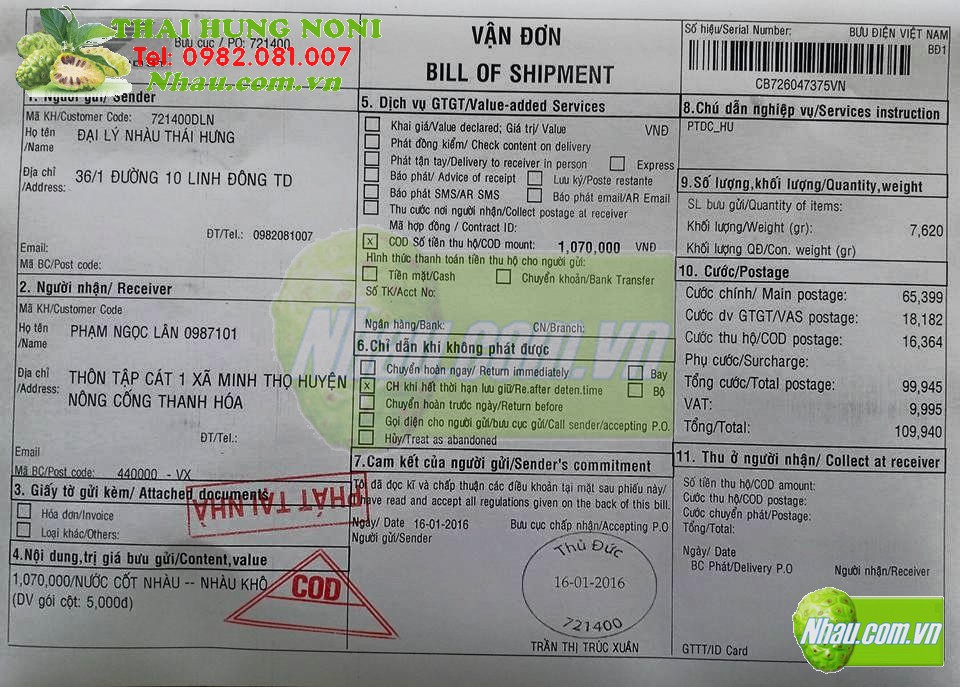 THAI HUNG NONI
Bưu cục / PO: 721400
Tel: 0982.081.007
Nhau.com.vn
VẬN ĐƠN
BILL OF SHIPMENT
Số hiệu/Serial Number:
BƯU ĐIỆN VIỆT NAM
BĐ1
CB726047375VN
1. Người gửi/ Sender
Mã KH/Customer Code: 721400DLN
Họ tên
/Name
ĐẠI LÝ NHÀU THÁI HƯNG
Địa chỉ
/Address:
36/1 ĐƯỜNG 10 LINH ĐÔNG TD
ĐT/Tel.: 0982081007
Email:
Mã BC/Post code:
2. Người nhận/ Receiver
Mã KH/Customer Code
Họ tên
/Name
PHẠM NGỌC LÂN 0987101
Địa chỉ
/Address:
THÔN TẬP CÁT 1 XÃ MINH THỌ HUYỆN
NÔNG CỐNG THANH HÓA
ĐT/Tel.:
Email
Mã BC/Post code: 440000 - VX
3. Giấy tờ gửi kèm/ Attached documents
Hóa đơn/Invoice
Loại khác/Others:
PHÁT TẠI NHÀ
4.Nội dung,trị giá bưu gửi/Content,value
1,070,000/NƯỚC CỐT NHÀU -- NHÀU KHÔ
(DV gói cột: 5,000đ)
COD
5. Dịch vụ GTGT/Value-added Services
Khai giá/Value declared; Giá trị/ Value VNĐ
Phát đồng kiểm/ Check content on delivery
Phát tận tay/Delivery to receiver in person Express
Báo phát/ Advice of receipt Lưu ký/Poste restante
Báo phát SMS/AR SMS Báo phát email/AR Email
Thu cước nơi người nhận/Collect postage at receiver
Mã hợp đồng / Contract ID:
x COD Số tiền thu hộ/COD mount: 1,070,000 VNĐ
Hình thức thanh toán tiền thu hộ cho người gửi:
Tiền mặt/Cash Chuyển khoản/Bank Transfer
Số TK/Acct No:
Nhau.com.vn
Ngân hàng/Bank: CN/Branch:
6.Chỉ dẫn khi không phát được
Chuyển hoàn ngay/ Return immediately Bay
x CH khi hết thời hạn lưu giữ/Re.after deten.time Bộ
Chuyển hoàn trước ngày/Return before
Gọi điện cho người gửi/bưu cục gửi/Call sender/accepting P.O.
Hủy/Treat as abandoned
7.Cam kết của người gửi/Sender's commitment
Tôi đã đọc kĩ và chấp thuận các điều khoản tại mặt sau phiếu này/
I have read and accept all regulations given on the back of this bill.
Ngày/ Date 16-01-2016 Bưu cục chấp nhận/Accepting P.O
Người gửi/Sender
Thủ Đức
16-01-2016
721400
TRẦN THỊ TRÚC XUÂN
8.Chú dẫn nghiệp vụ/Services instruction
PTDC_HU
9.Số lượng,khối lượng/Quantity,weight
SL bưu gửi/Quantity of items:
Khối lượng/Weight (gr): 7,620
Khối lượng QĐ/Con. weight (gr)
10. Cước/Postage
Cước chính/ Main postage: 65,399
Cước dv GTGT/VAS postage: 18,182
Cước thu hộ/COD postage: 16,364
Phụ cước/Surcharge:
Tổng cước/Total postage: 99,945
VAT: 9,995
Tổng/Total: 109,940
11. Thu ở người nhận/ Collect at receiver
Số tiền thu hộ/COD amount:
Cước thu hộ/COD postage:
Cước chuyển phát/Postage:
Tổng/Total:
Ngày/ Date
BC Phát/Delivery P.O Người nhận/Receiver
Nhau.com.vn
GTTT/ID Card